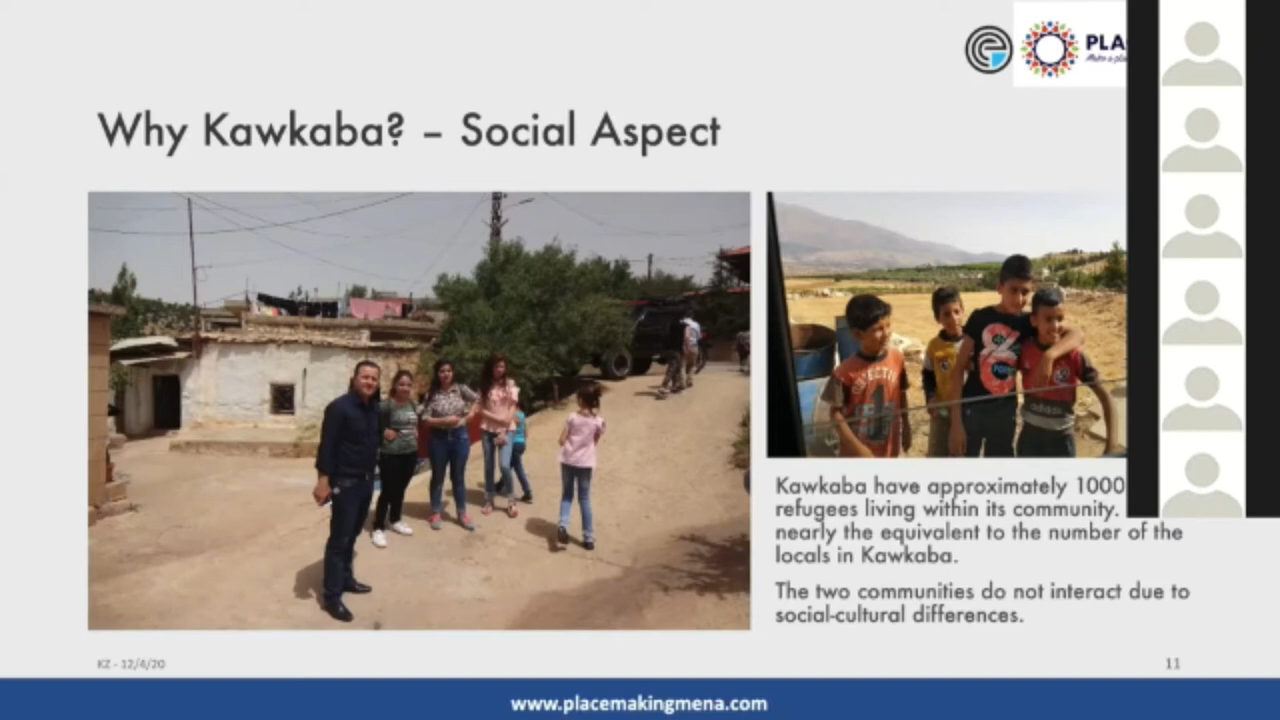 PLA
Make a pla
Why Kawkaba? – Social Aspect
Kawkaba have approximately 1000
refugees living within its community.
nearly the equivalent to the number of the
locals in Kawkaba.
The two communities do not interact due to
social-cultural differences.
KZ - 12/4/20
11
www.placemakingmena.com